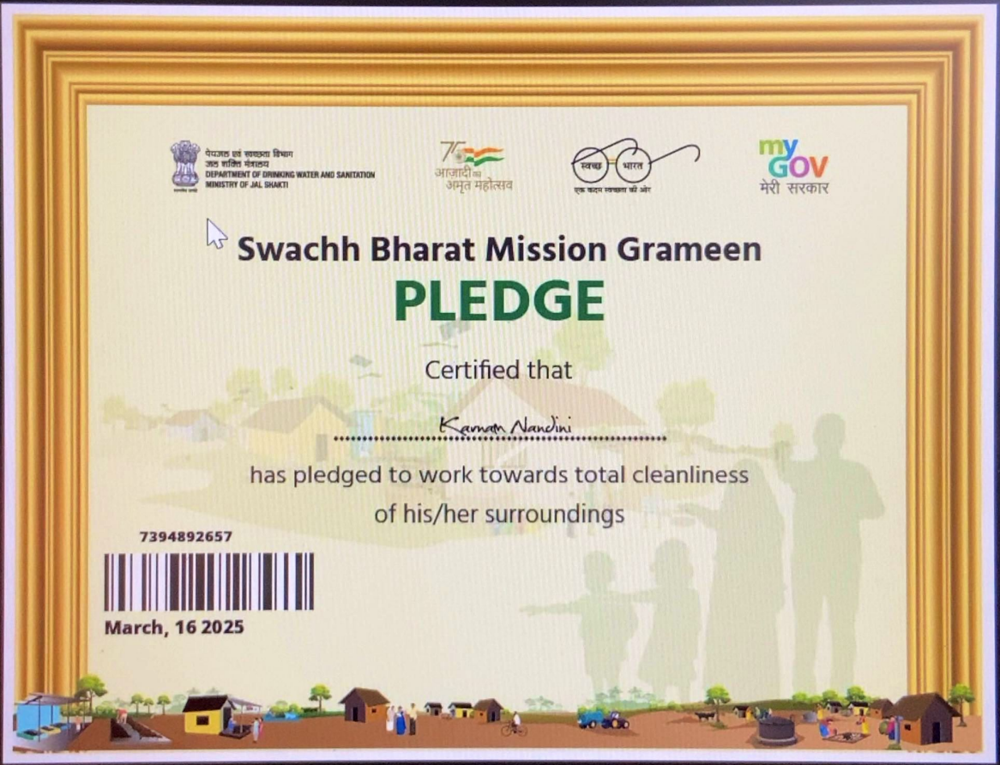 पेयजल एवं स्वच्छता विभाग
जल शक्ति मंत्रालय
DEPARTMENT OF DRINKING WATER AND SANITATION
MINISTRY OF JAL SHAKTI
75
आज़ादी का
अमृत महोत्सव
स्वच्छ भारत
एक कदम स्वच्छता की ओर
my
GOV
मेरी सरकार
Swachh Bharat Mission Grameen
PLEDGE
Certified that
Karnam Nandini
has pledged to work towards total cleanliness
of his/her surroundings
7394892657
March, 16 2025